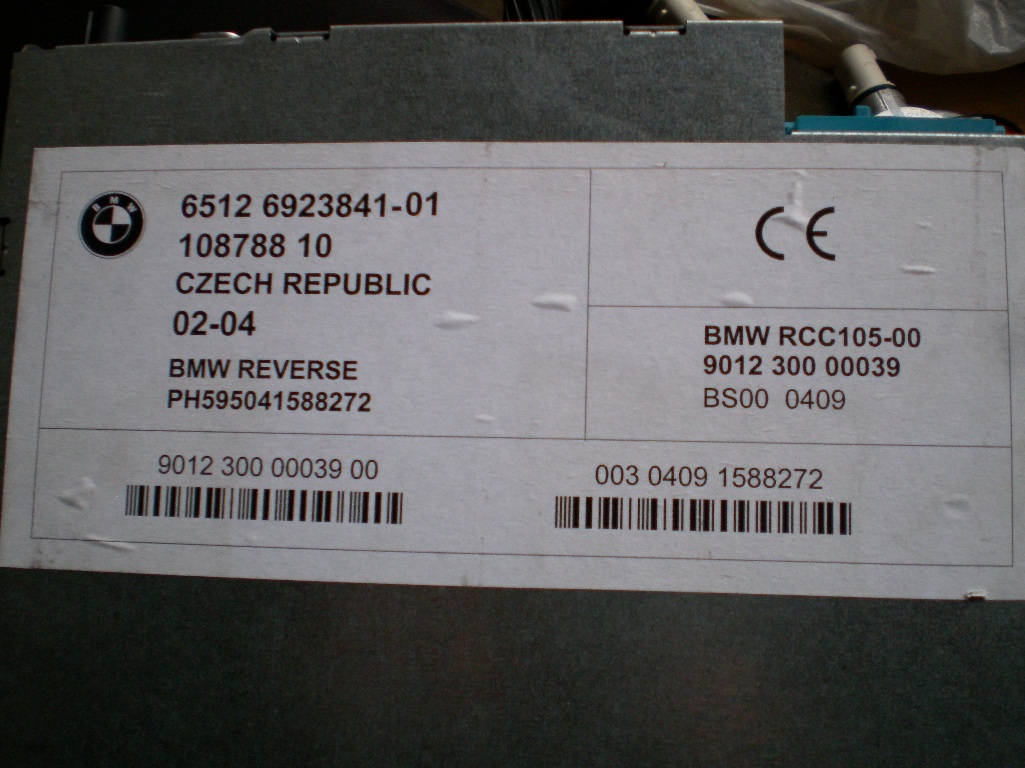 BMW
6512 6923841-01
108788 10
CZECH REPUBLIC
02-04
BMW REVERSE
PH595041588272
CE
BMW RCC105-00
9012 300 00039
BS00 0409
9012 300 00039 00
003 0409 1588272